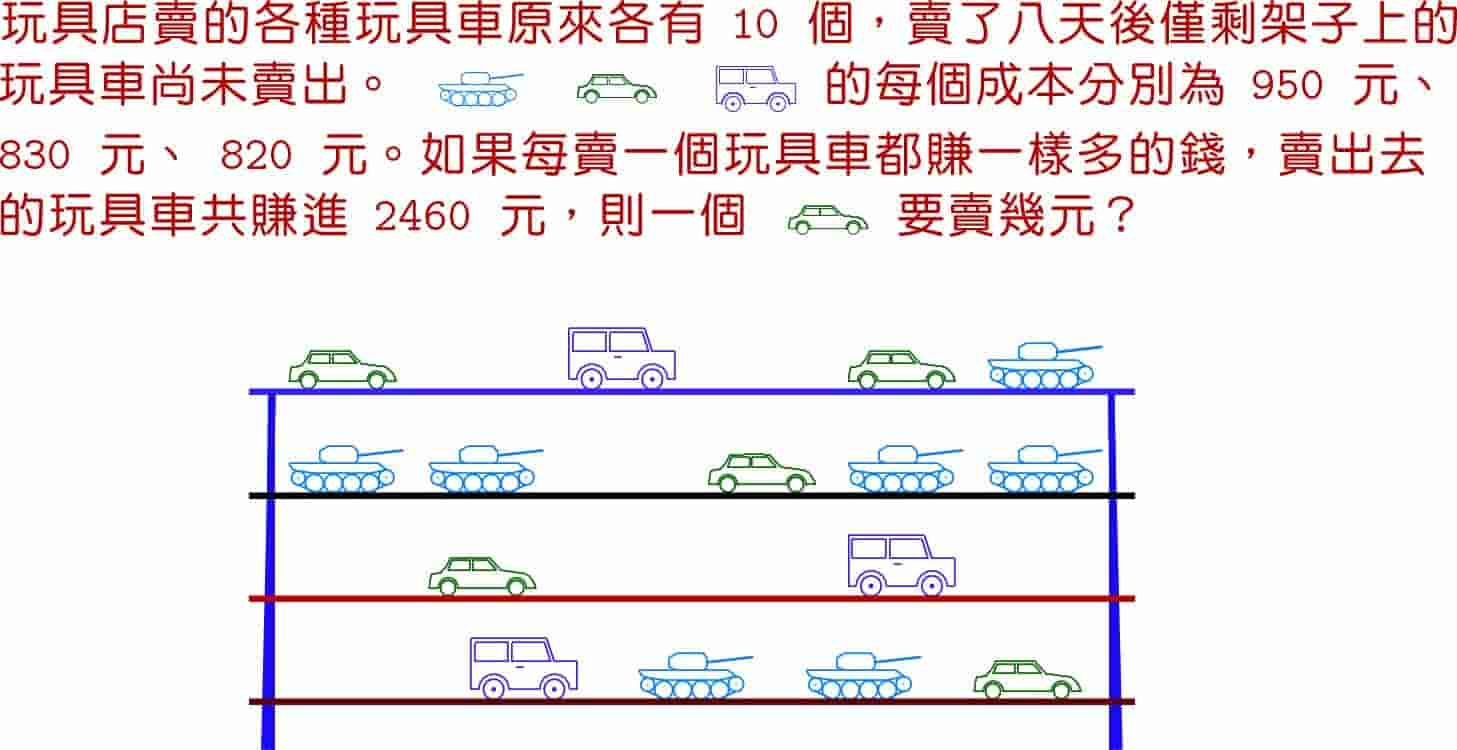 玩具店賣的各種玩具車原來各有 10 個，賣了八天後僅剩架子上的
玩具車尚未賣出。 的每個成本分別為 950 元、
830 元、 820 元。如果每賣一個玩具車都賺一樣多的錢，賣出去
的玩具車共賺進 2460 元，則一個 要賣幾元？